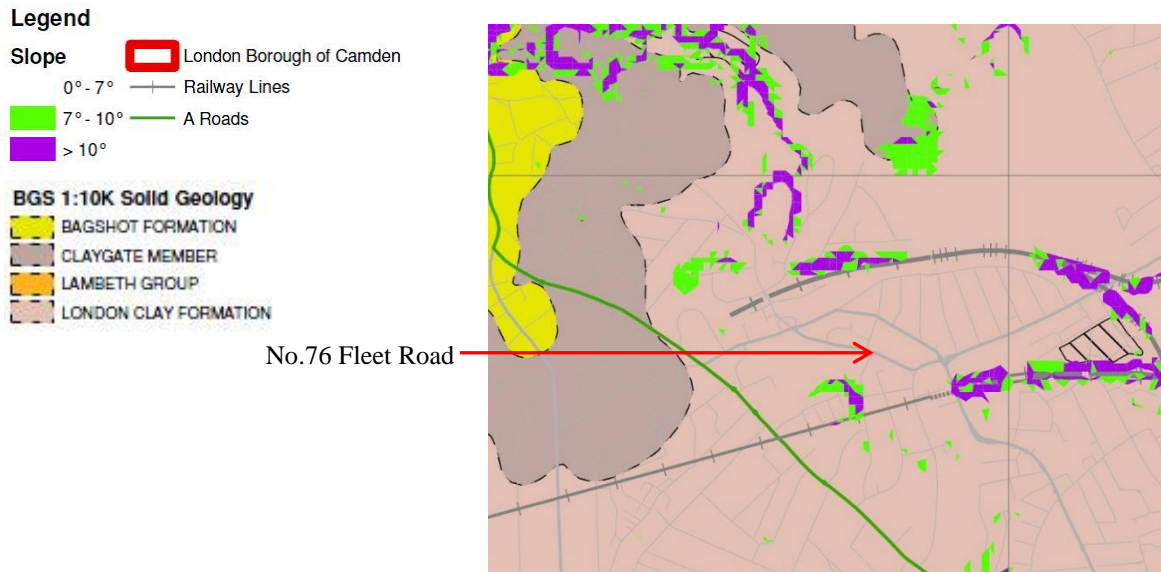 Legend
Slope
London Borough of Camden
0° - 7°
Railway Lines
7° - 10°
A Roads
> 10°
BGS 1:10K Solid Geology
BAGSHOT FORMATION
CLAYGATE MEMBER
LAMBETH GROUP
LONDON CLAY FORMATION
No.76 Fleet Road